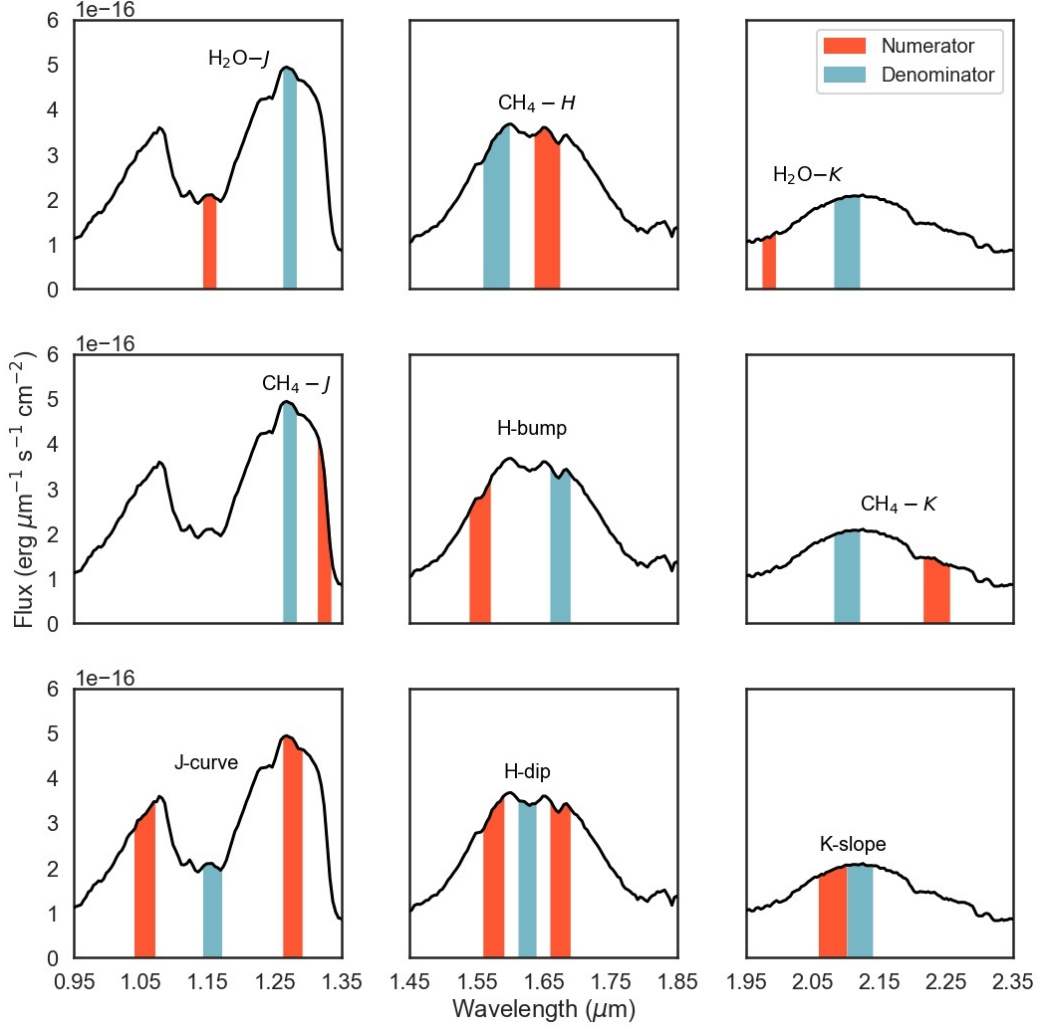 1e−16
6
5
4
3
2
1
0
H₂O−J
CH₄ − H
Numerator
Denominator
H₂O−K
1e−16
6
5
4
3
2
1
0
CH₄ − J
H-bump
CH₄ − K
Flux (erg μm⁻¹ s⁻¹ cm⁻²)
1e−16
6
5
4
3
2
1
0
J-curve
H-dip
K-slope
0.95 1.05 1.15 1.25 1.35
1.45 1.55 1.65 1.75 1.85
1.95 2.05 2.15 2.25 2.35
Wavelength (μm)